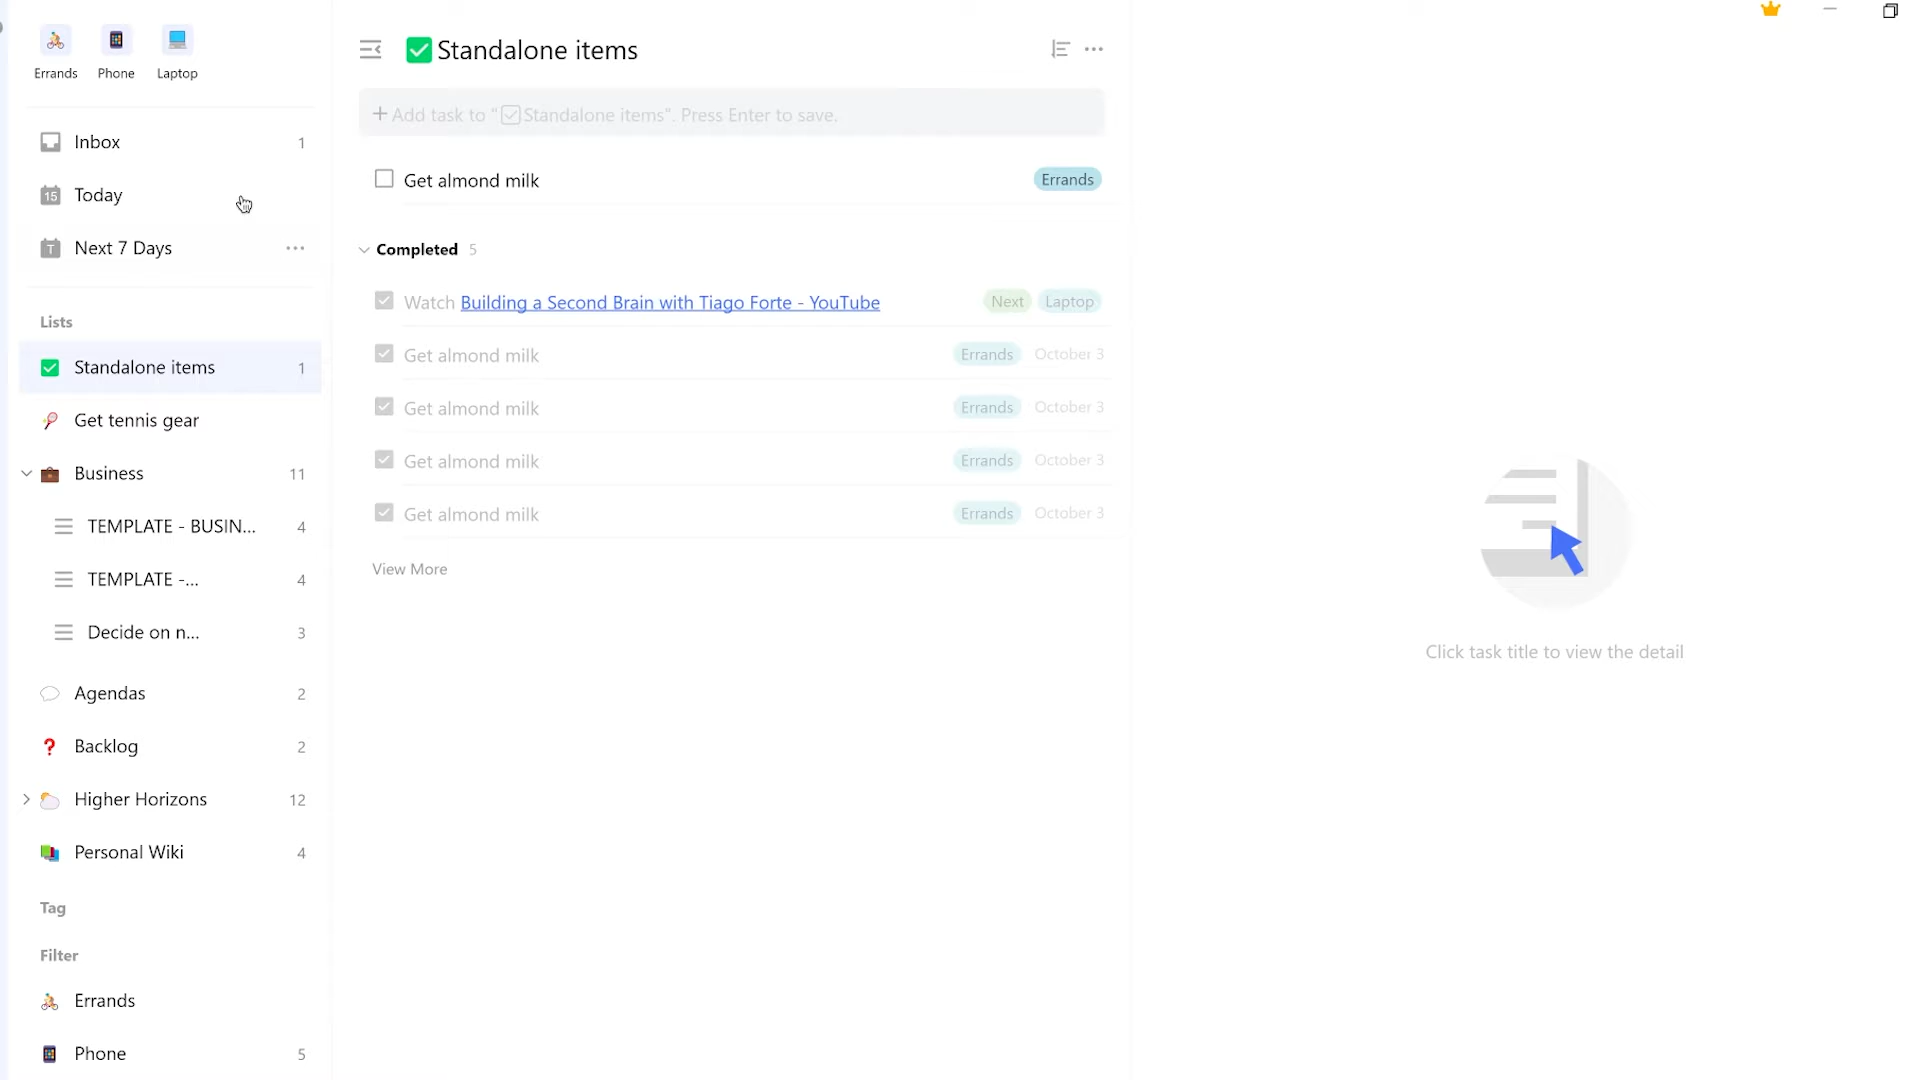 Errands Phone Laptop
Inbox 1
15 Today
T Next 7 Days
Lists
Standalone items 1
Get tennis gear
Business 11
TEMPLATE - BUSIN... 4
TEMPLATE -... 4
Decide on n... 3
Agendas 2
Backlog 2
Higher Horizons 12
Personal Wiki 4
Tag
Filter
Errands
Phone 5
Standalone items
+ Add task to "Standalone items". Press Enter to save.
Get almond milk Errands
Completed 5
Watch Building a Second Brain with Tiago Forte - YouTube Next Laptop
Get almond milk Errands October 3
Get almond milk Errands October 3
Get almond milk Errands October 3
Get almond milk Errands October 3
View More
Click task title to view the detail